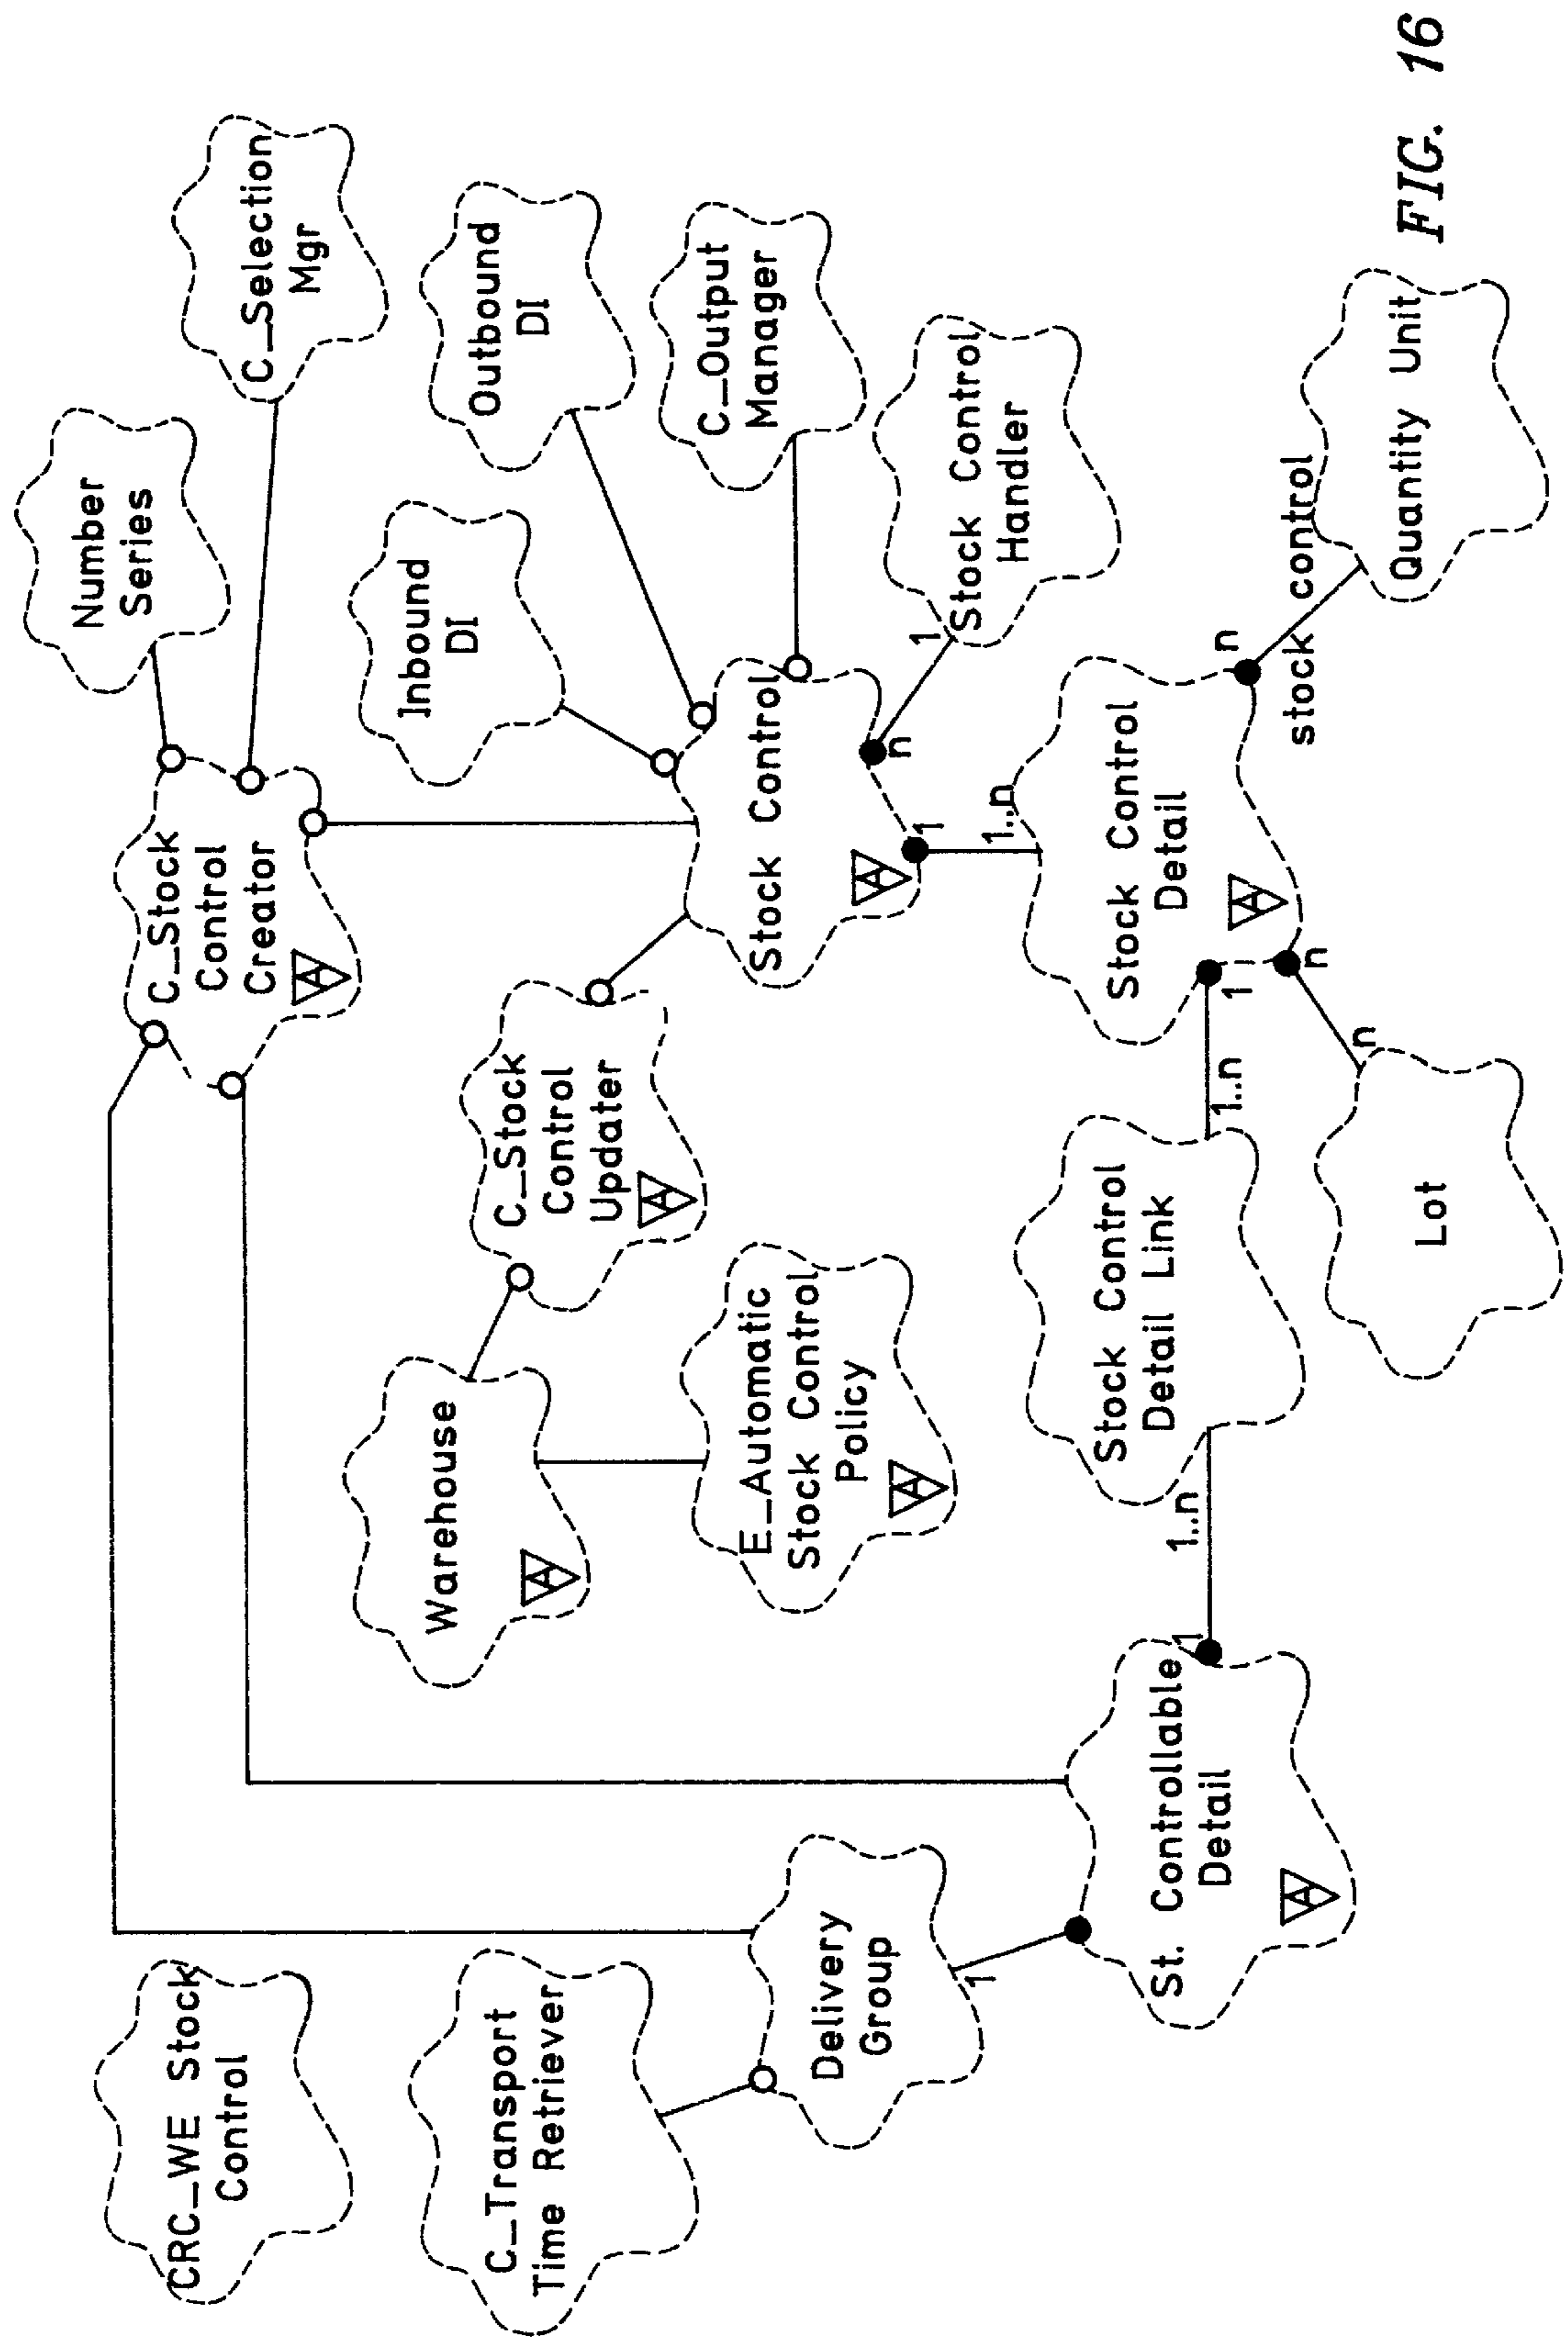 CRC_WE Stock
Control
C_Transport
Time Retriever
Delivery
Group
1
St. Controllable
Detail
A
1
1..n
Warehouse
A
E_Automatic
Stock Control
Policy
A
C_Stock
Control
Updater
A
C_Stock
Control
Creator
A
Number
Series
C_Selection
Mgr
Inbound
DI
Outbound
DI
C_Output
Manager
Stock Control
A
n
1
Stock Control
Handler
1
1..n
Stock Control
Detail
A
1
n
n
Stock Control
Detail Link
1..n
Lot
n
stock control
Quantity Unit
FIG. 16